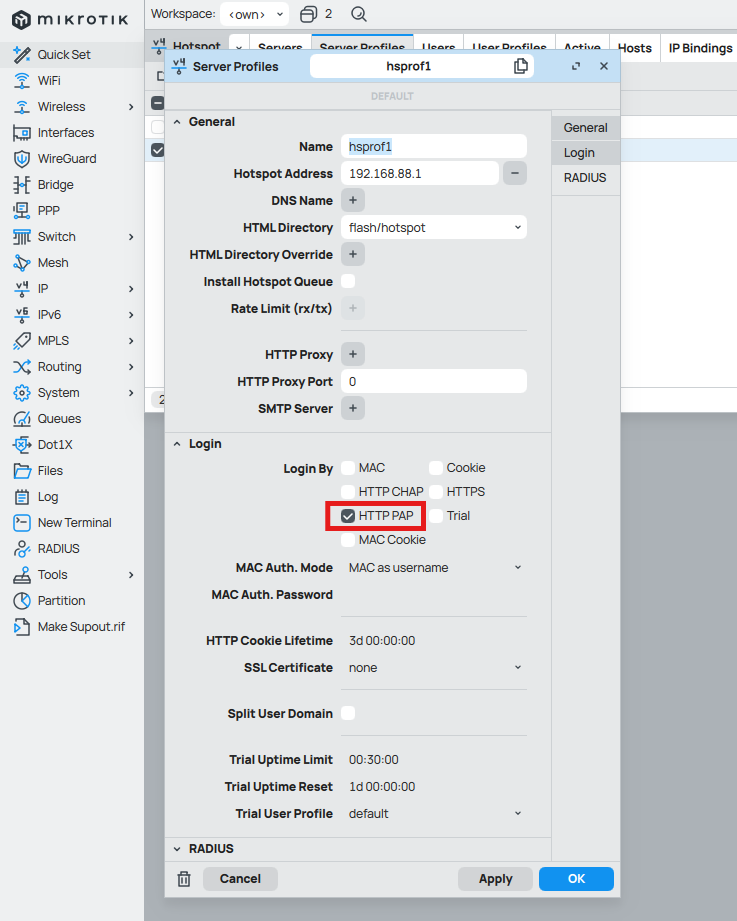 mikrotik
Workspace: <own> 2
Quick Set
WiFi
Wireless
Interfaces
WireGuard
Bridge
PPP
Switch
Mesh
IP
IPv6
MPLS
Routing
System
Queues
Dot1X
Files
Log
New Terminal
RADIUS
Tools
Partition
Make Supout.rif
Hotspot Servers Server Profiles Users User Profiles Active Hosts IP Bindings
Server Profiles hsprof1
DEFAULT
General
Name hsprof1
Hotspot Address 192.168.88.1
DNS Name
HTML Directory flash/hotspot
HTML Directory Override
Install Hotspot Queue
Rate Limit (rx/tx)
HTTP Proxy
HTTP Proxy Port 0
SMTP Server
Login
Login By MAC Cookie
HTTP CHAP HTTPS
HTTP PAP Trial
MAC Cookie
MAC Auth. Mode MAC as username
MAC Auth. Password
HTTP Cookie Lifetime 3d 00:00:00
SSL Certificate none
Split User Domain
Trial Uptime Limit 00:30:00
Trial Uptime Reset 1d 00:00:00
Trial User Profile default
RADIUS
Cancel Apply OK
General
Login
RADIUS